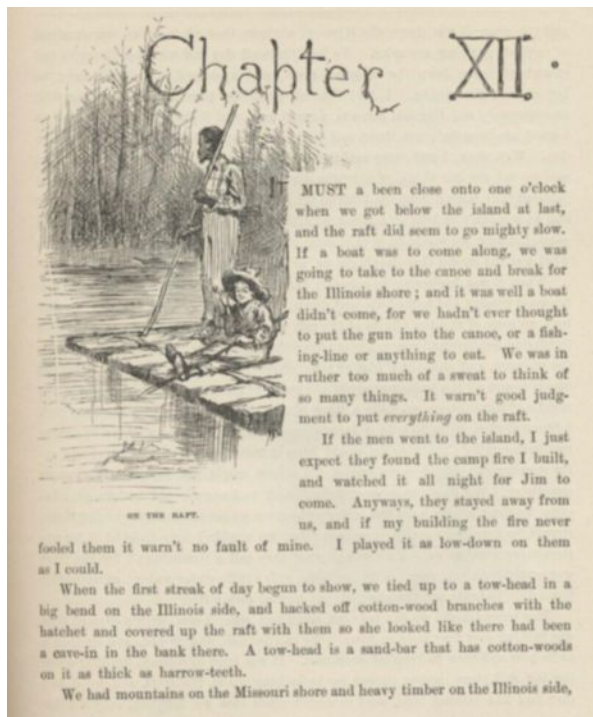 Chapter XII.
IT MUST a been close onto one o'clock
when we got below the island at last,
and the raft did seem to go mighty slow.
If a boat was to come along, we was
going to take to the canoe and break for
the Illinois shore; and it was well a boat
didn't come, for we hadn't ever thought
to put the gun into the canoe, or a fish-
ing-line or anything to eat. We was in
ruther too much of a sweat to think of
so many things. It warn't good judg-
ment to put everything on the raft.
If the men went to the island, I just
expect they found the camp fire I built,
and watched it all night for Jim to
come. Anyways, they stayed away from
us, and if my building the fire never
ON THE RAFT.
fooled them it warn't no fault of mine. I played it as low-down on them
as I could.
When the first streak of day begun to show, we tied up to a tow-head in a
big bend on the Illinois side, and hacked off cotton-wood branches with the
hatchet and covered up the raft with them so she looked like there had been
a cave-in in the bank there. A tow-head is a sand-bar that has cotton-woods
on it as thick as harrow-teeth.
We had mountains on the Missouri shore and heavy timber on the Illinois side,